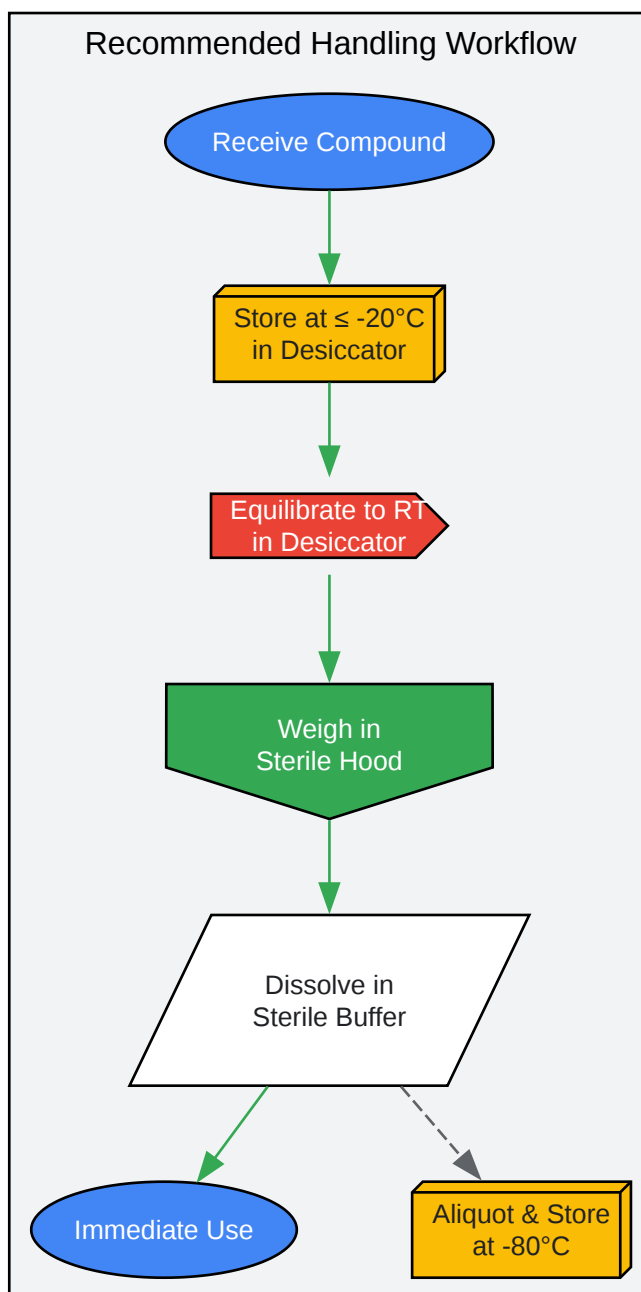 Recommended Handling Workflow
Receive Compound
Store at ≤ -20°C
in Desiccator
Equilibrate to RT
in Desiccator
Weigh in
Sterile Hood
Dissolve in
Sterile Buffer
Immediate Use
Aliquot & Store
at -80°C